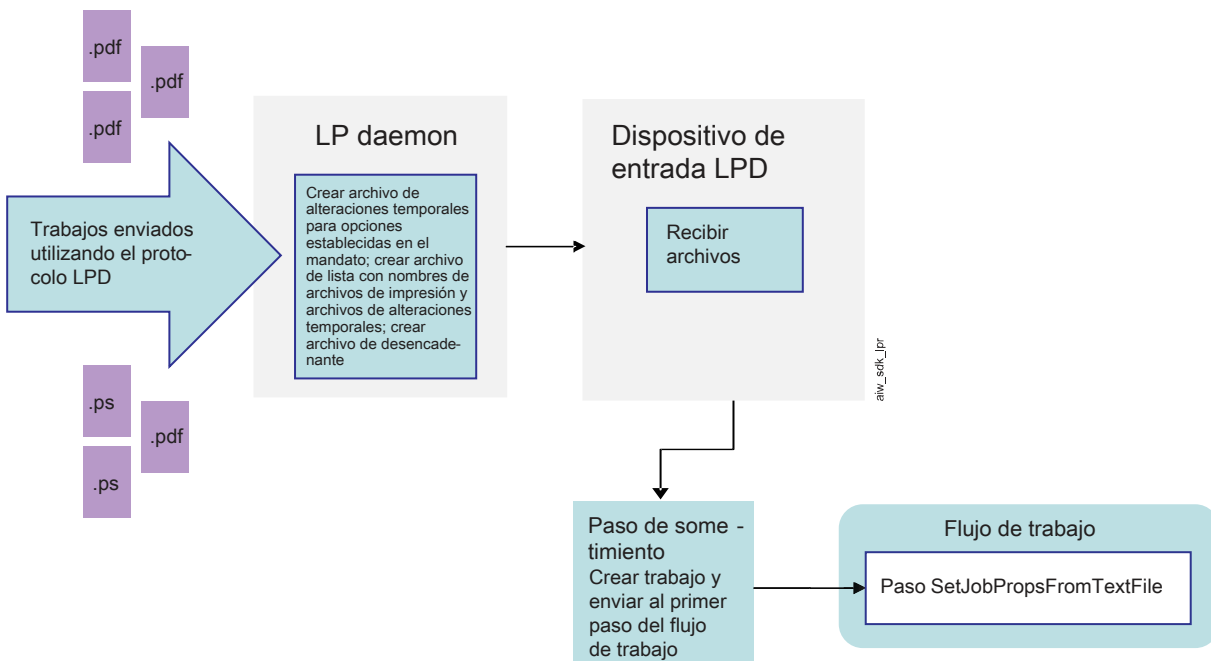 .pdf
.pdf
.pdf
Trabajos enviados
utilizando el proto-
colo LPD
.ps
.pdf
.ps
LP daemon
Crear archivo de
alteraciones temporales
para opciones
establecidas en el
mandato; crear archivo
de lista con nombres de
archivos de impresión y
archivos de alteraciones
temporales; crear
archivo de desencade-
nante
Dispositivo de
entrada LPD
Recibir
archivos
aiw_sdk_lpr
Paso de some -
timiento
Crear trabajo y
enviar al primer
paso del flujo
de trabajo
Flujo de trabajo
Paso SetJobPropsFromTextFile